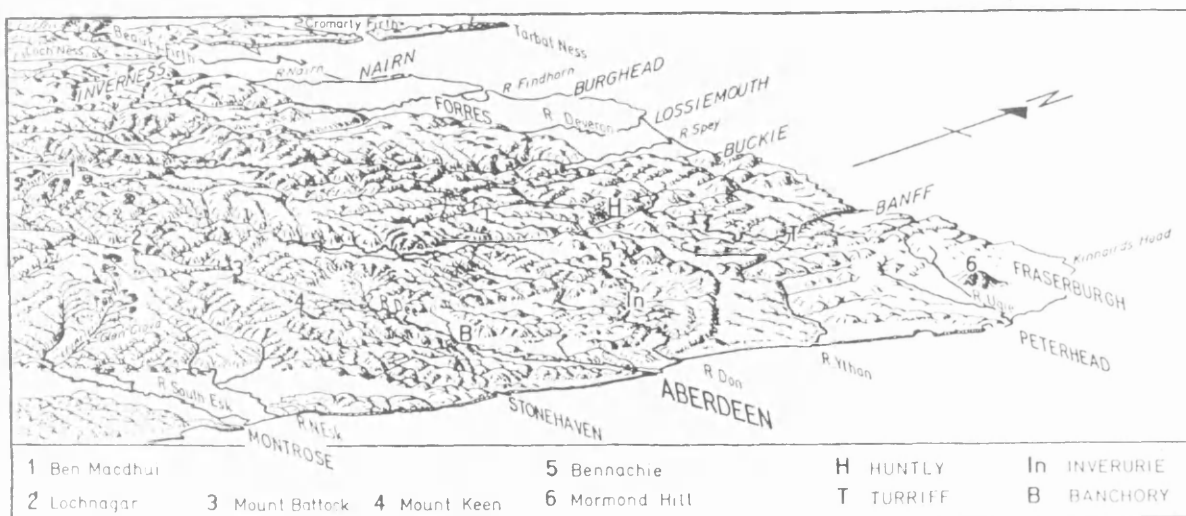 Cromarty Firth
Tarbat Ness
Beauly Firth
Loch Ness
R Nairn
NAIRN
INVERNESS
R Findhorn
BURGHEAD
FORRES
LOSSIEMOUTH
R Deveron
R Spey
BUCKIE
N
1
H
BANFF
T
2
Kinnairds Head
5
6
3
FRASERBURGH
4
In
R Ugie
B
PETERHEAD
R Ythan
R South Esk
R Don
ABERDEEN
STONEHAVEN
R N Esk
MONTROSE
1 Ben Macdhui
5 Bennachie
H HUNTLY
In INVERURIE
2 Lochnagar
3 Mount Battock
4 Mount Keen
6 Mormond Hill
T TURRIFF
B BANCHORY